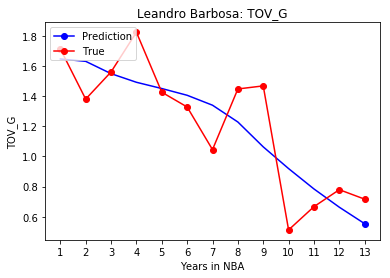 Leandro Barbosa: TOV_G
Prediction
True
1.8
1.6
1.4
1.2
1.0
0.8
0.6
TOV_G
1 2 3 4 5 6 7 8 9 10 11 12 13
Years in NBA